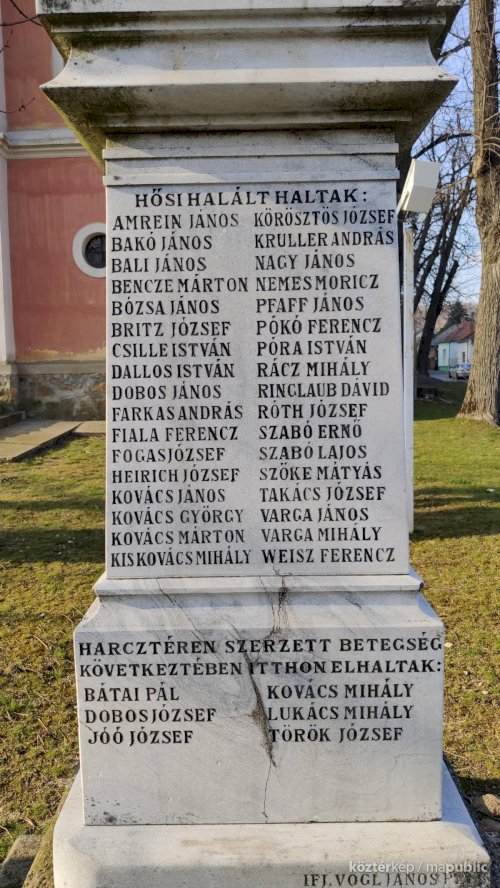 HŐSI HALÁLT HALTAK:
AMREIN JÁNOS
BAKÓ JÁNOS
BALI JÁNOS
BENCZE MÁRTON
BÓZSA JÁNOS
BRITZ JÓZSEF
CSILLE ISTVÁN
DALLOS ISTVÁN
DOBOS JÁNOS
FARKAS ANDRÁS
FIALA FERENCZ
FOGAS JÓZSEF
HEIRICH JÓZSEF
KOVÁCS JÁNOS
KOVÁCS GYÖRGY
KOVÁCS MÁRTON
KISKOVÁCS MIHÁLY
KÖRÖSZTÖS JÓZSEF
KRULLER ANDRÁS
NAGY JÁNOS
NEMES MORICZ
PFAFF JÁNOS
PÓKÓ FERENCZ
PÓRA ISTVÁN
RÁCZ MIHÁLY
RINGLAUB DÁVID
RÓTH JÓZSEF
SZABÓ ERNŐ
SZABÓ LAJOS
SZŐKE MÁTYÁS
TAKÁCS JÓZSEF
VARGA JÁNOS
VARGA MIHÁLY
WEISZ FERENCZ
HARCZTÉREN SZERZETT BETEGSÉG
KÖVETKEZTÉBEN ITTHON ELHALTAK:
BÁTAI PÁL
DOBOS JÓZSEF
JÓÓ JÓZSEF
KOVÁCS MIHÁLY
LUKÁCS MIHÁLY
TÖRÖK JÓZSEF
IFJ. VOGL JÁNOS
köztérkép / mapublic